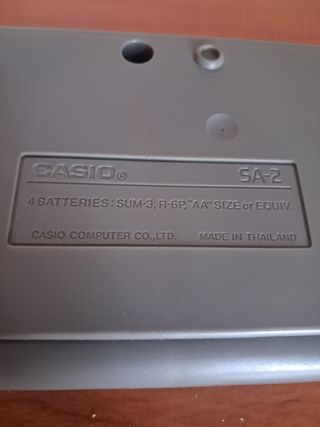 CASIO® SA-2
4 BATTERIES: SUM-3, R-6P, "AA" SIZE or EQUIV.
CASIO COMPUTER CO.,LTD. MADE IN THAILAND